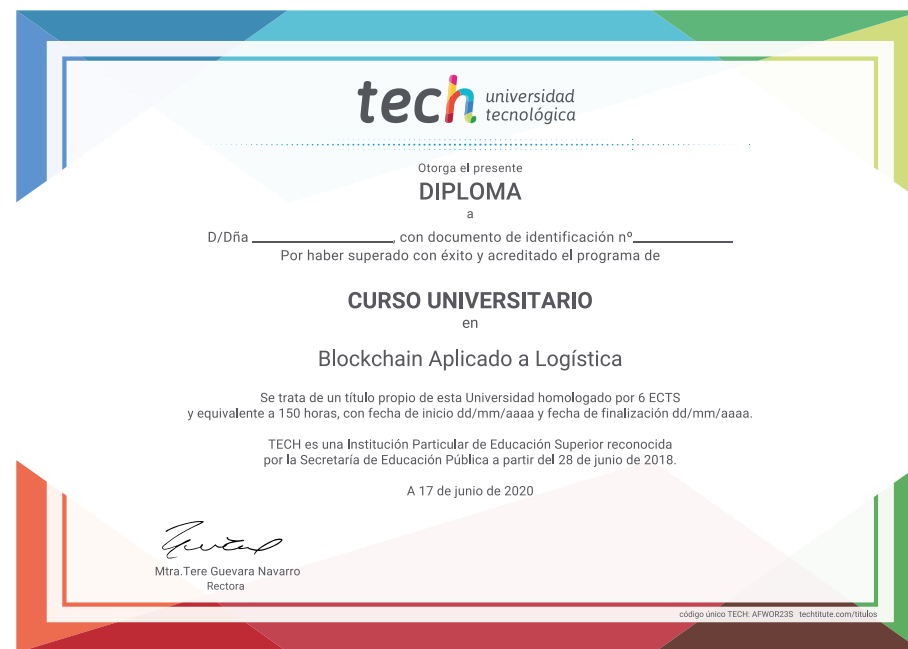 tech universidad
tecnológica
Otorga el presente
DIPLOMA
a
D/Dña ____________________, con documento de identificación nº______________
Por haber superado con éxito y acreditado el programa de
CURSO UNIVERSITARIO
en
Blockchain Aplicado a Logística
Se trata de un título propio de esta Universidad homologado por 6 ECTS
y equivalente a 150 horas, con fecha de inicio dd/mm/aaaa y fecha de finalización dd/mm/aaaa.
TECH es una Institución Particular de Educación Superior reconocida
por la Secretaría de Educación Pública a partir del 28 de junio de 2018.
A 17 de junio de 2020
Mtra.Tere Guevara Navarro
Rectora
código único TECH: AFWOR23S techtitute.com/titulos